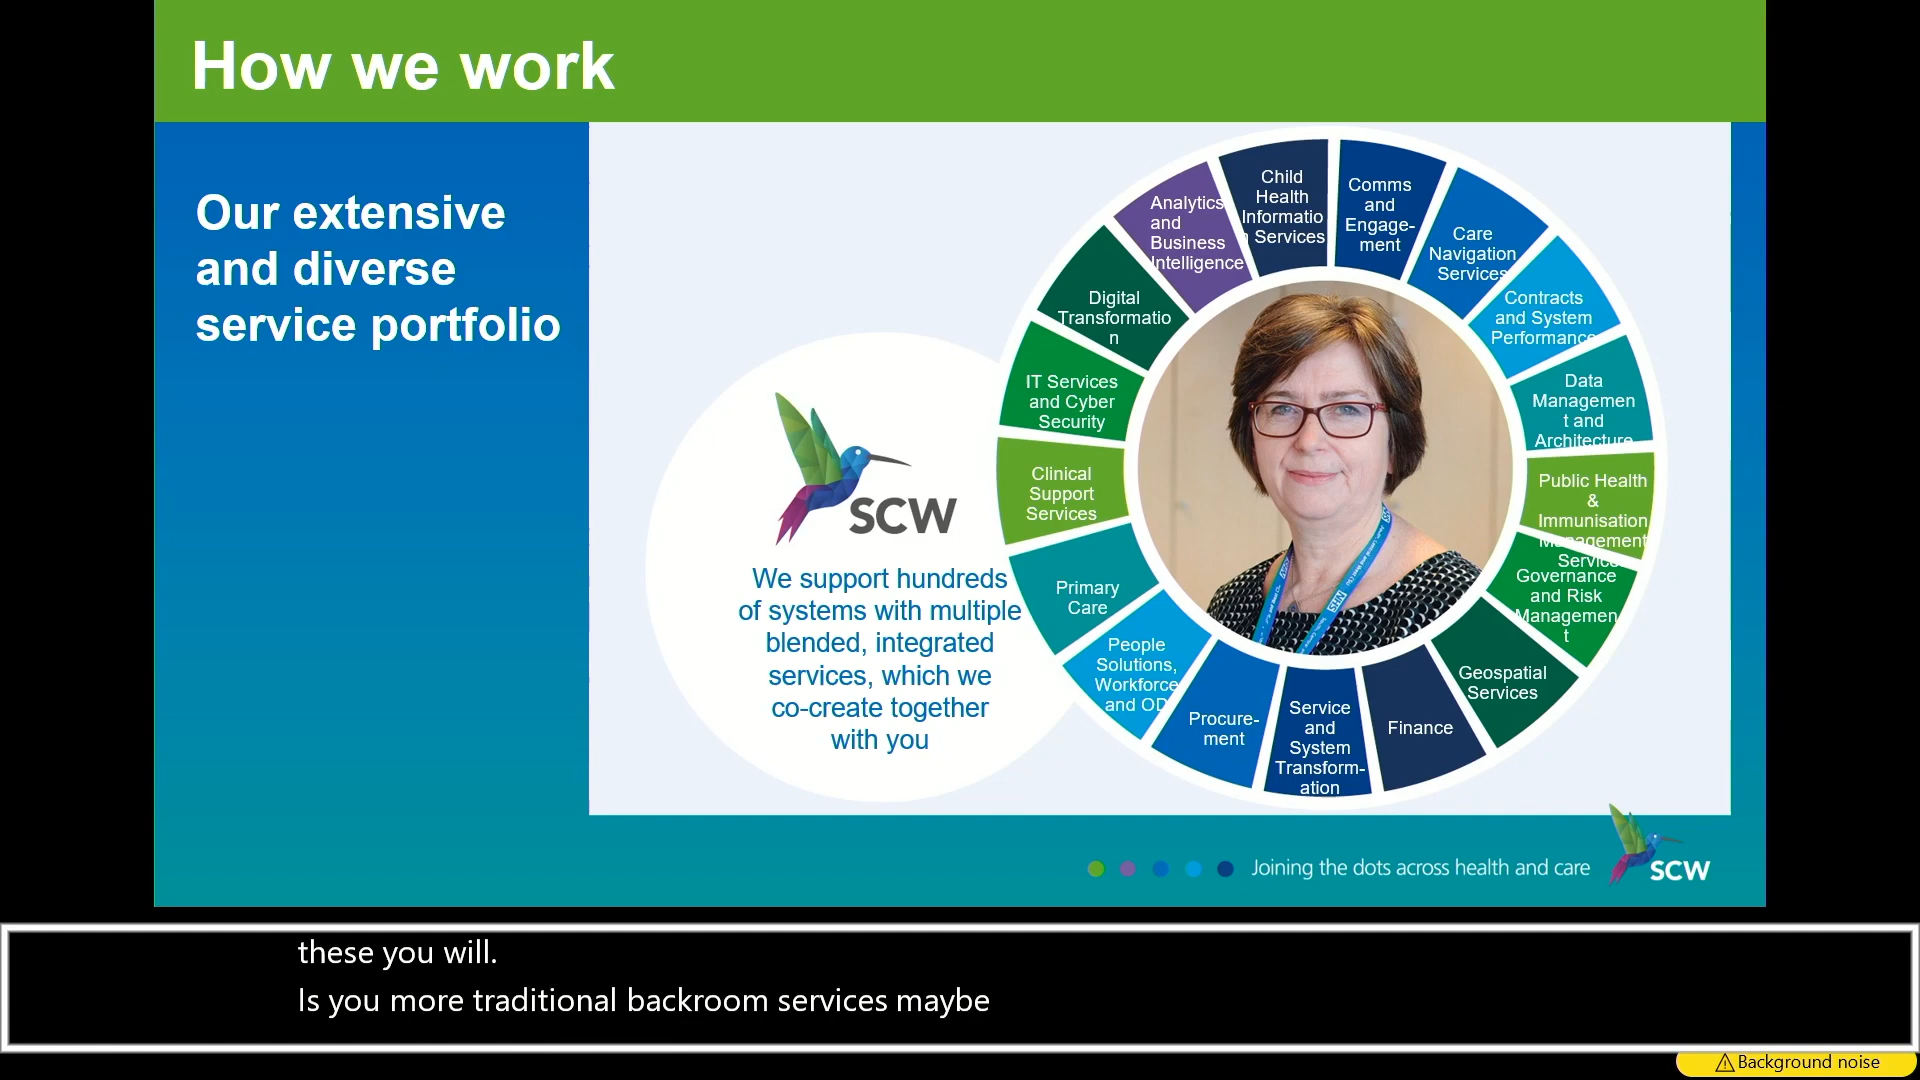 How we work
Our extensive
and diverse
service portfolio
SCW
We support hundreds
of systems with multiple
blended, integrated
services, which we
co-create together
with you
Child
Health
Informatio
n Services
Comms
and
Engage-
ment
Care
Navigation
Services
Contracts
and System
Performance
Data
Managemen
t and
Architecture
Public Health
&
Immunisation
Management
Service
Governance
and Risk
Managemen
t
Geospatial
Services
Finance
Service
and
System
Transform-
ation
Procure-
ment
People
Solutions,
Workforce
and OD
Primary
Care
Clinical
Support
Services
IT Services
and Cyber
Security
Digital
Transformatio
n
Analytics
and
Business
Intelligence
NHS
Joining the dots across health and care
SCW
these you will.
Is you more traditional backroom services maybe
Background noise